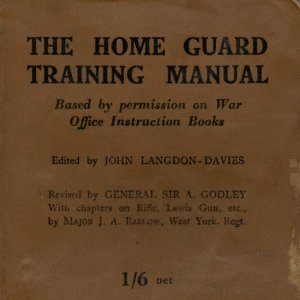 THE HOME GUARD
TRAINING MANUAL
Based by permission on War
Office Instruction Books
Edited by JOHN LANGDON-DAVIES
Revised by GENERAL SIR A. GODLEY
With chapters on Rifle, Lewis Gun, etc.,
by MAJOR J. A. BARLOW, West York. Regt.
1/6 net